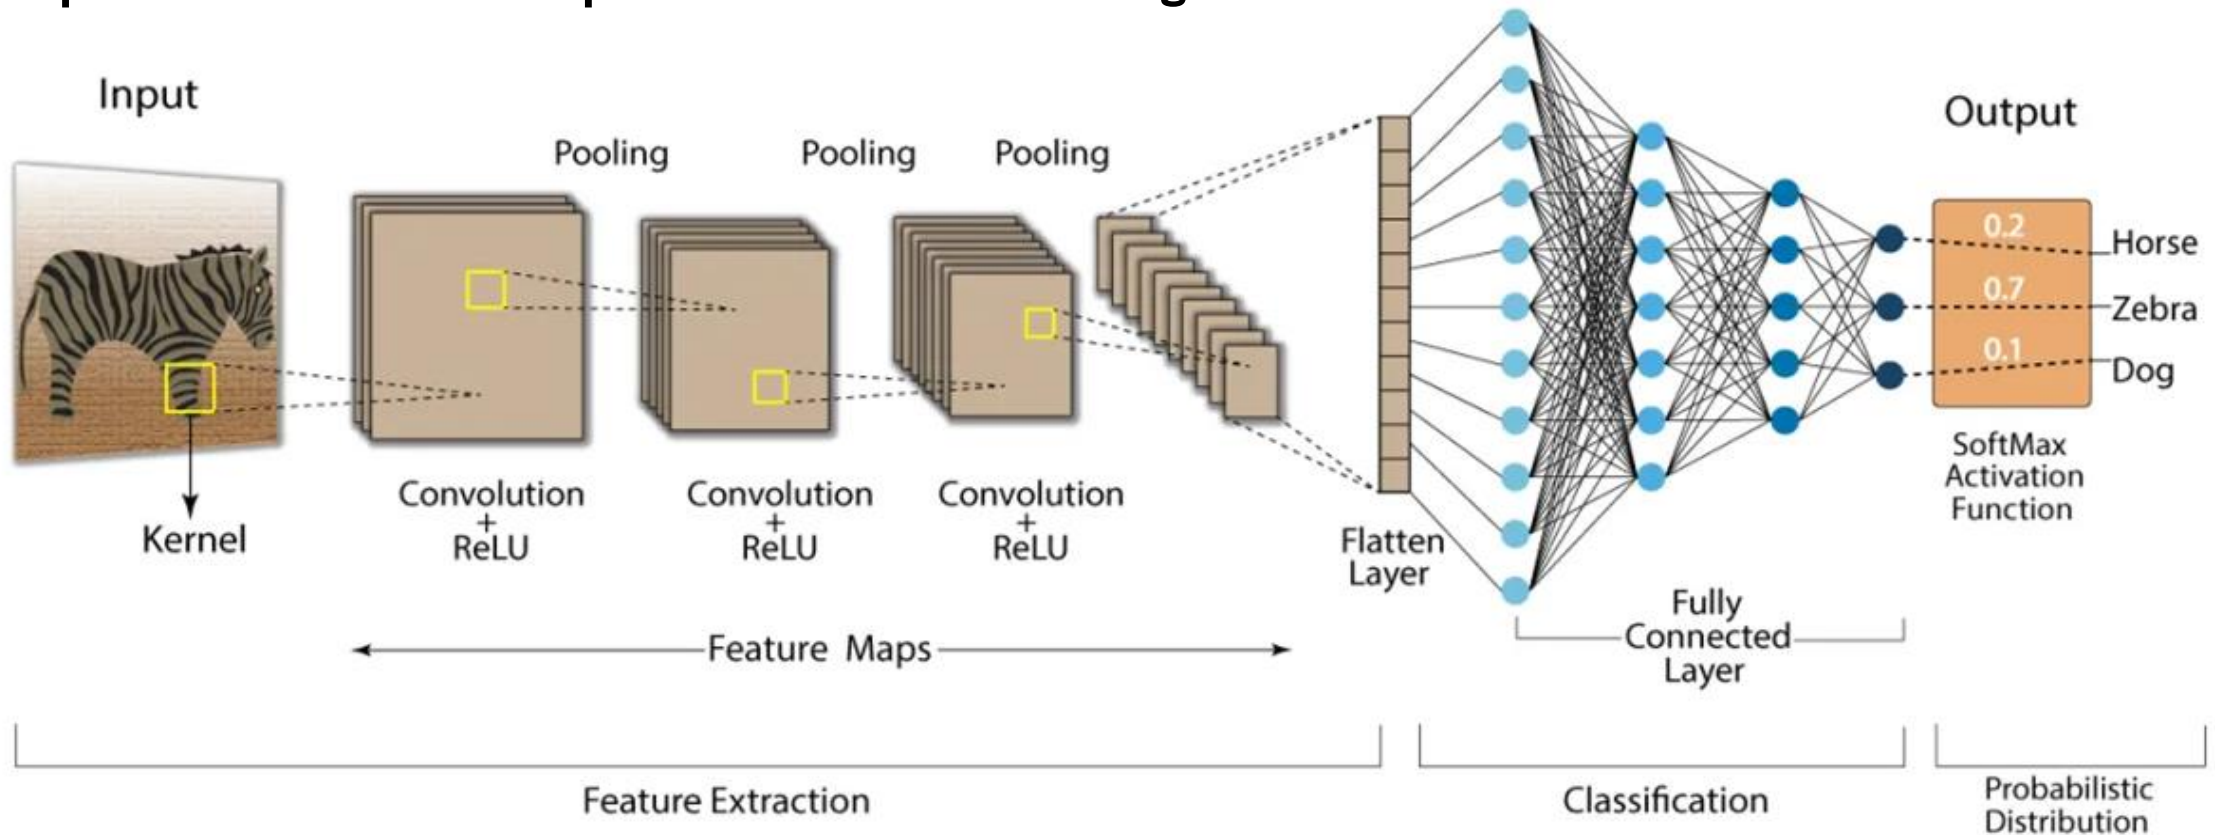 Input
Pooling
Pooling
Pooling
Output
0.2
Horse
0.7
Zebra
0.1
Dog
SoftMax
Activation
Function
Kernel
Convolution
+
ReLU
Convolution
+
ReLU
Convolution
+
ReLU
Flatten
Layer
Fully
Connected
Layer
Feature Maps
Feature Extraction
Classification
Probabilistic
Distribution